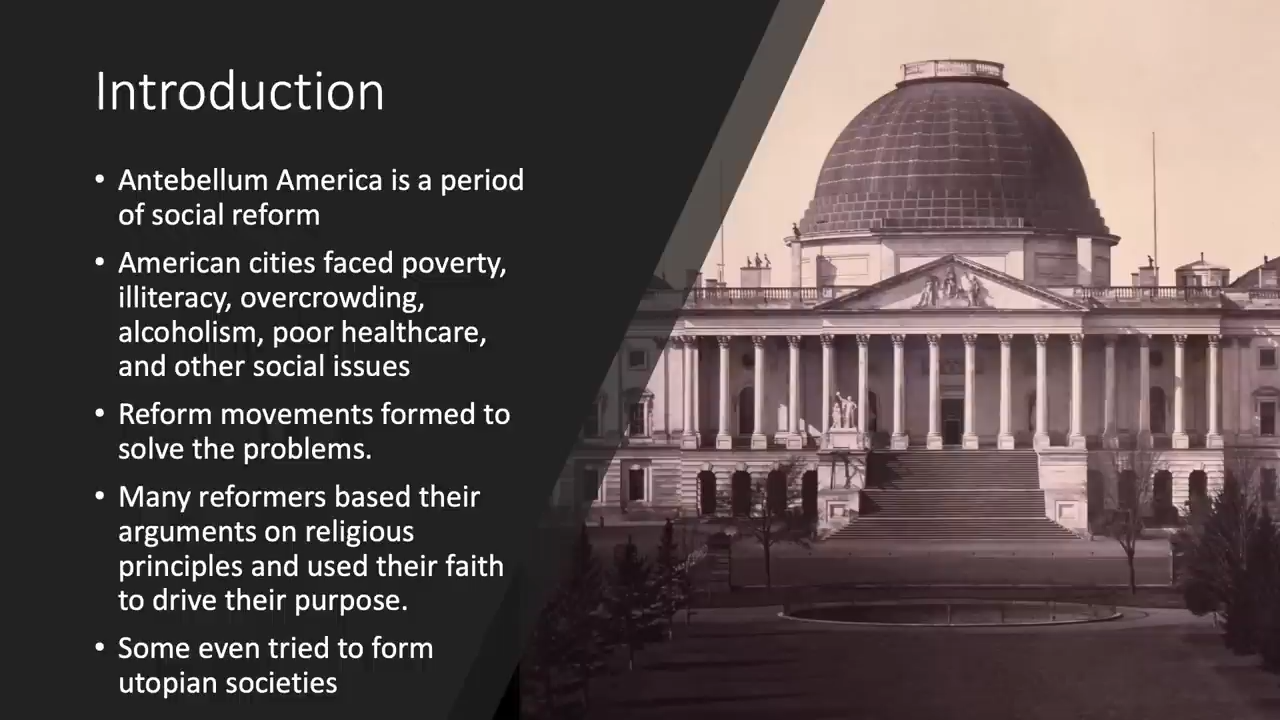 Introduction
• Antebellum America is a period
of social reform
• American cities faced poverty,
illiteracy, overcrowding,
alcoholism, poor healthcare,
and other social issues
• Reform movements formed to
solve the problems.
• Many reformers based their
arguments on religious
principles and used their faith
to drive their purpose.
• Some even tried to form
utopian societies